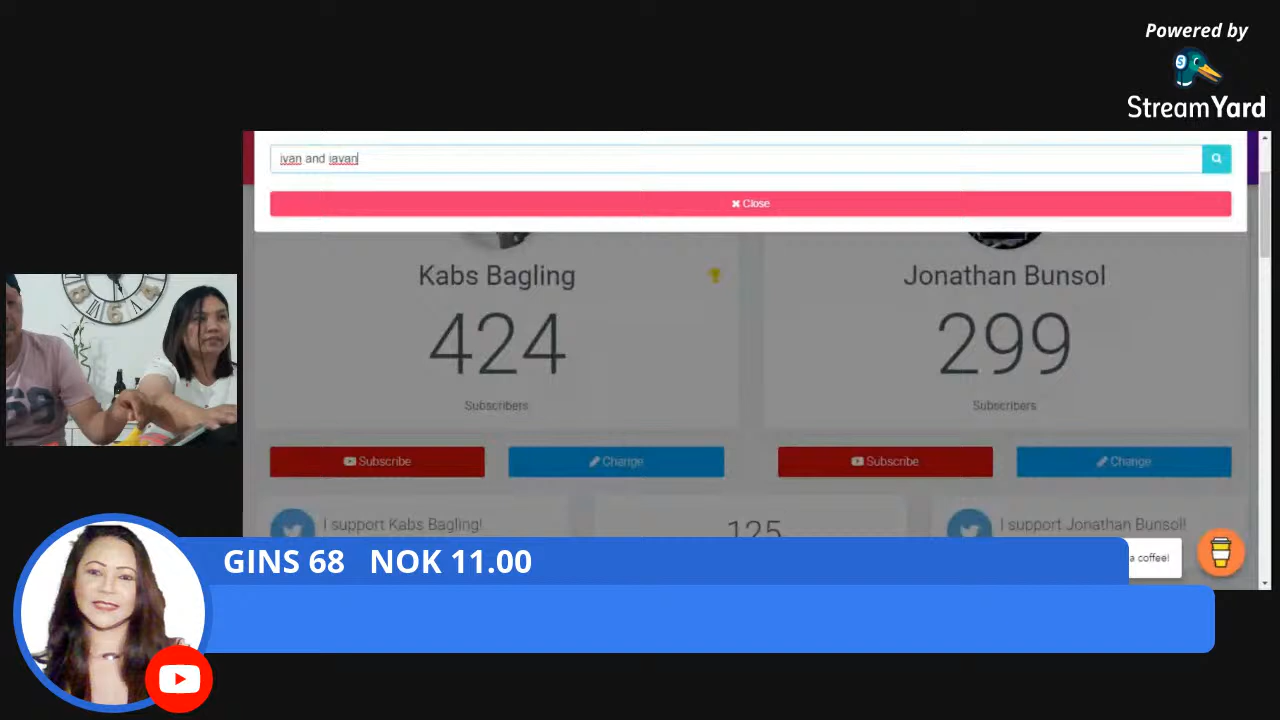 Powered by
StreamYard
ivan and javan
Close
Kabs Bagling
Jonathan Bunsol
424
299
Subscribers
Subscribers
Subscribe
Change
Subscribe
Change
I support Kabs Bagling!
125
I support Jonathan Bunsol!
a coffee!
GINS 68 NOK 11.00